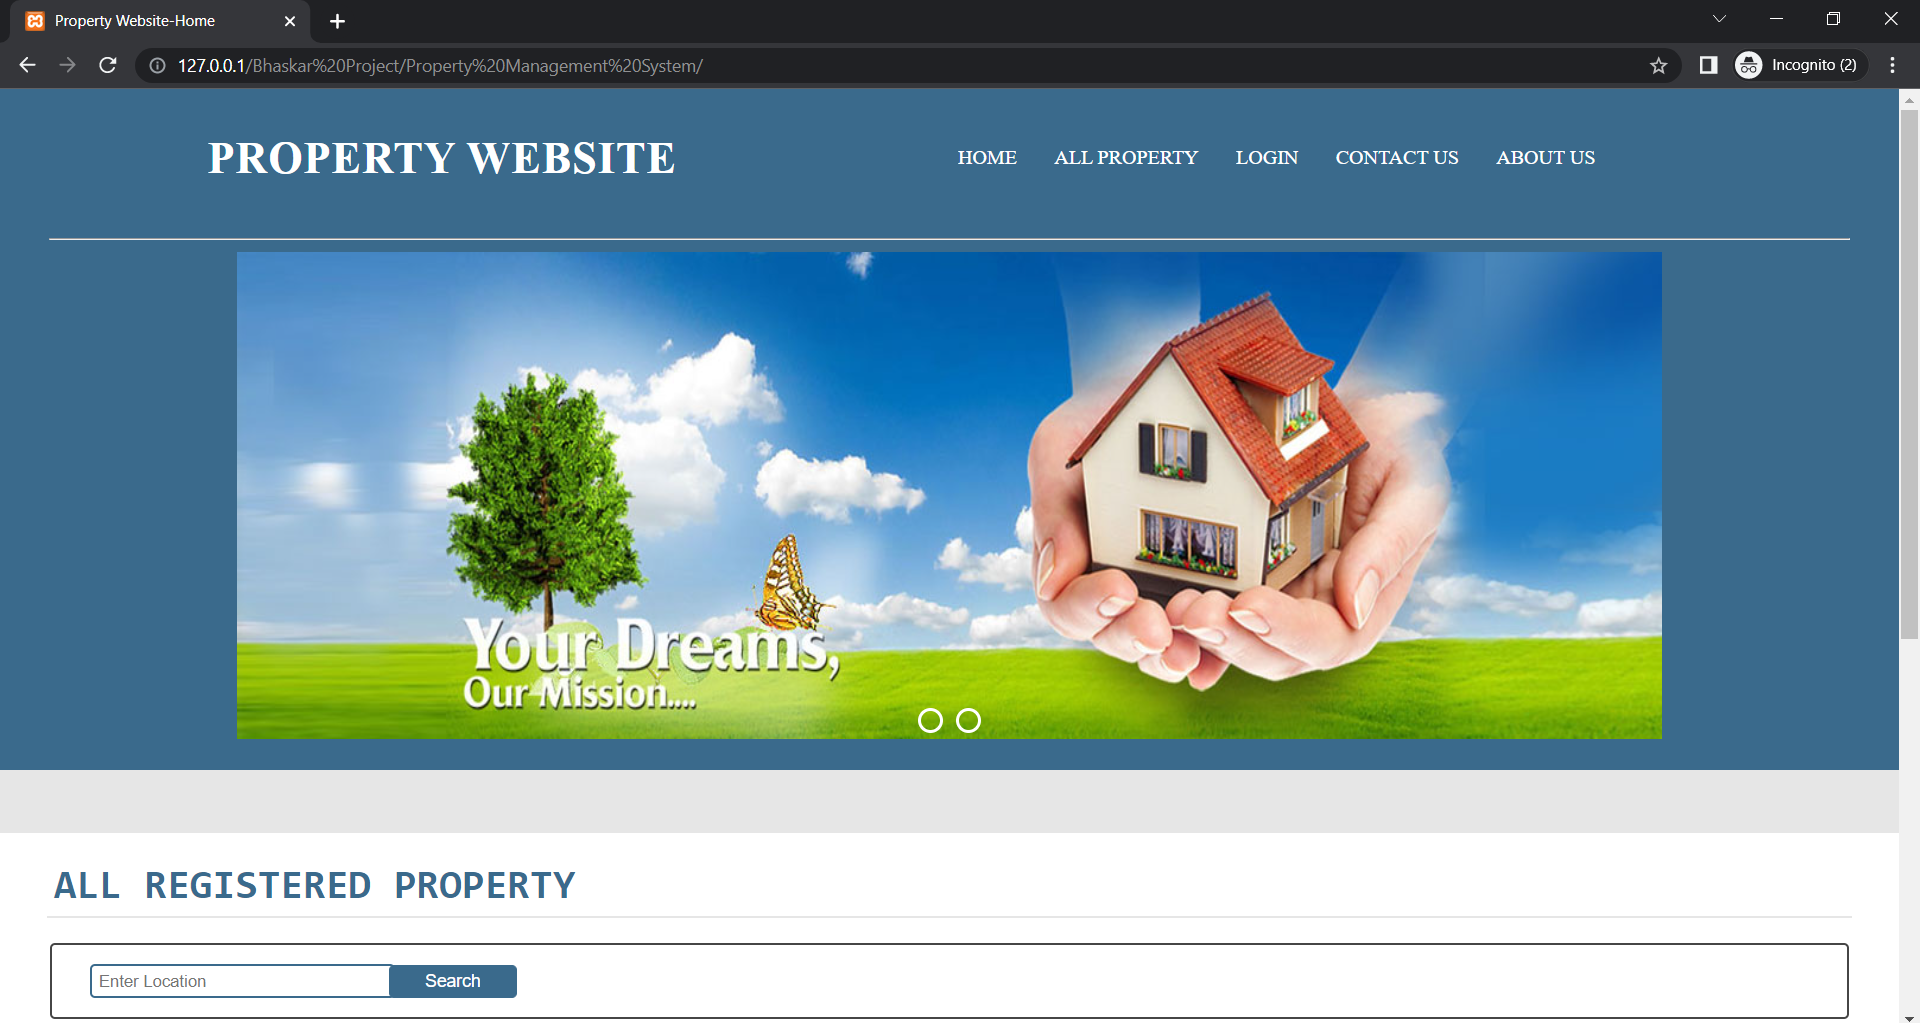 Property Website-Home
127.0.0.1/Bhaskar%20Project/Property%20Management%20System/
Incognito (2)
PROPERTY WEBSITE
HOME ALL PROPERTY LOGIN CONTACT US ABOUT US
Your Dreams,
Our Mission....
ALL REGISTERED PROPERTY
Enter Location
Search